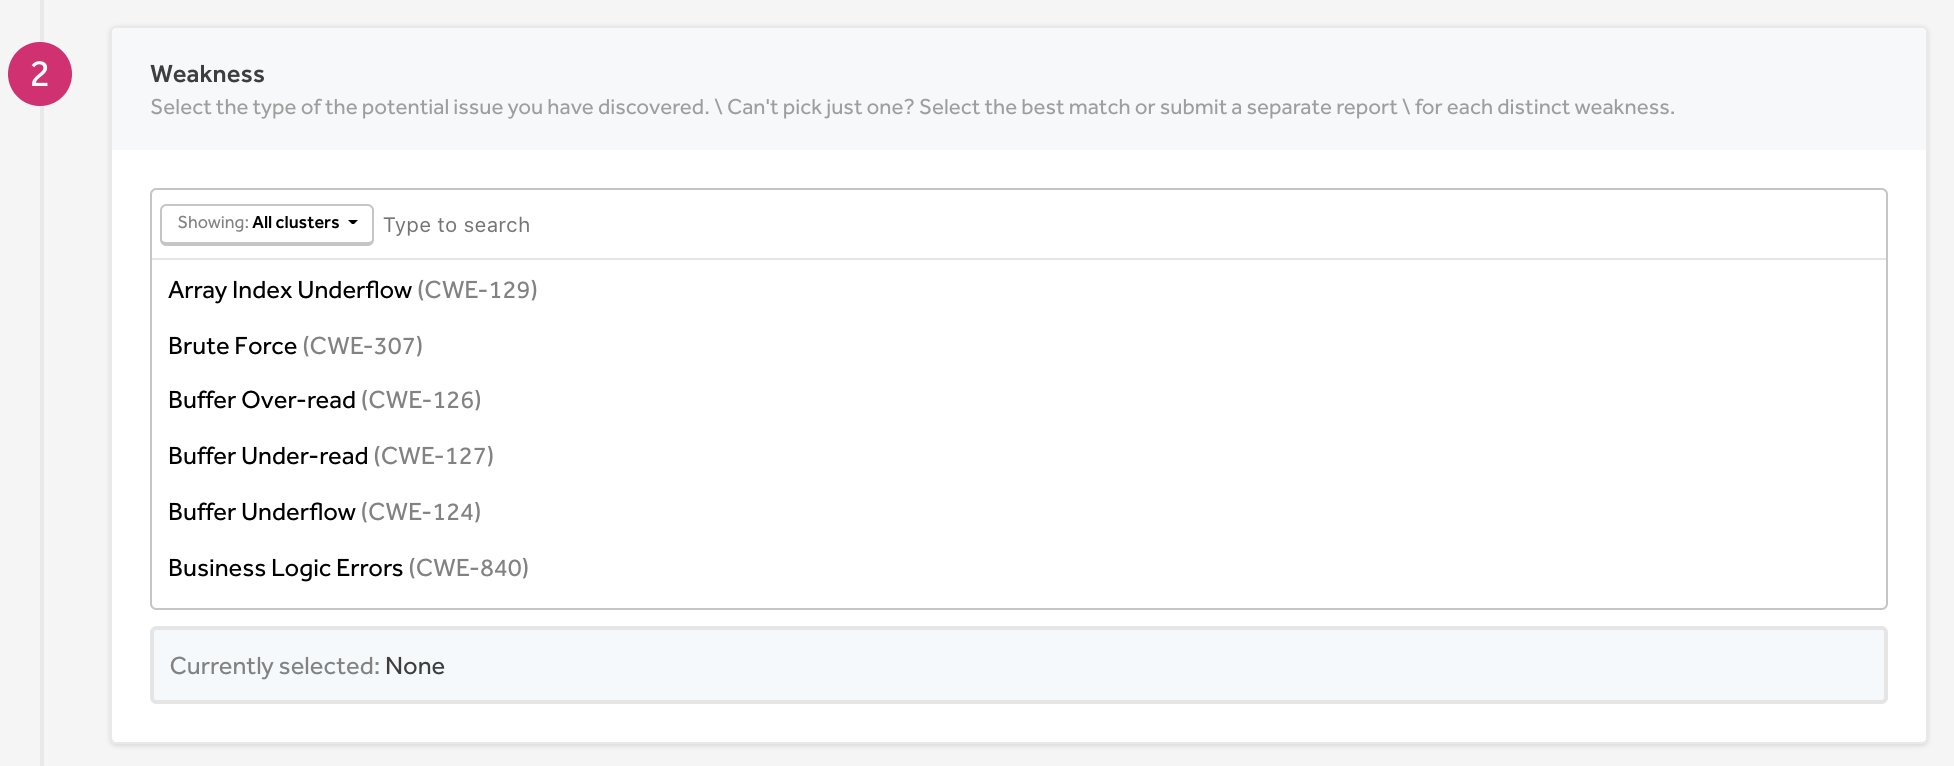 2
Weakness
Select the type of the potential issue you have discovered. \ Can't pick just one? Select the best match or submit a separate report \ for each distinct weakness.
Showing: All clusters Type to search
Array Index Underflow (CWE-129)
Brute Force (CWE-307)
Buffer Over-read (CWE-126)
Buffer Under-read (CWE-127)
Buffer Underflow (CWE-124)
Business Logic Errors (CWE-840)
Currently selected: None